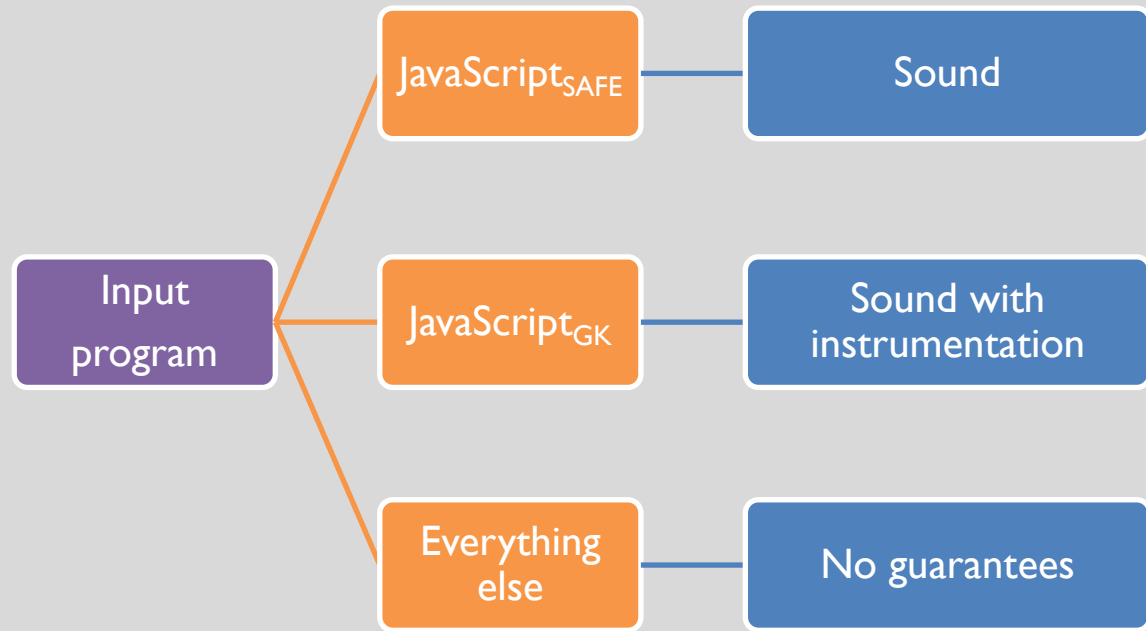 JavaScriptSAFE
Sound
Input
program
JavaScriptGK
Sound with
instrumentation
Everything
else
No guarantees